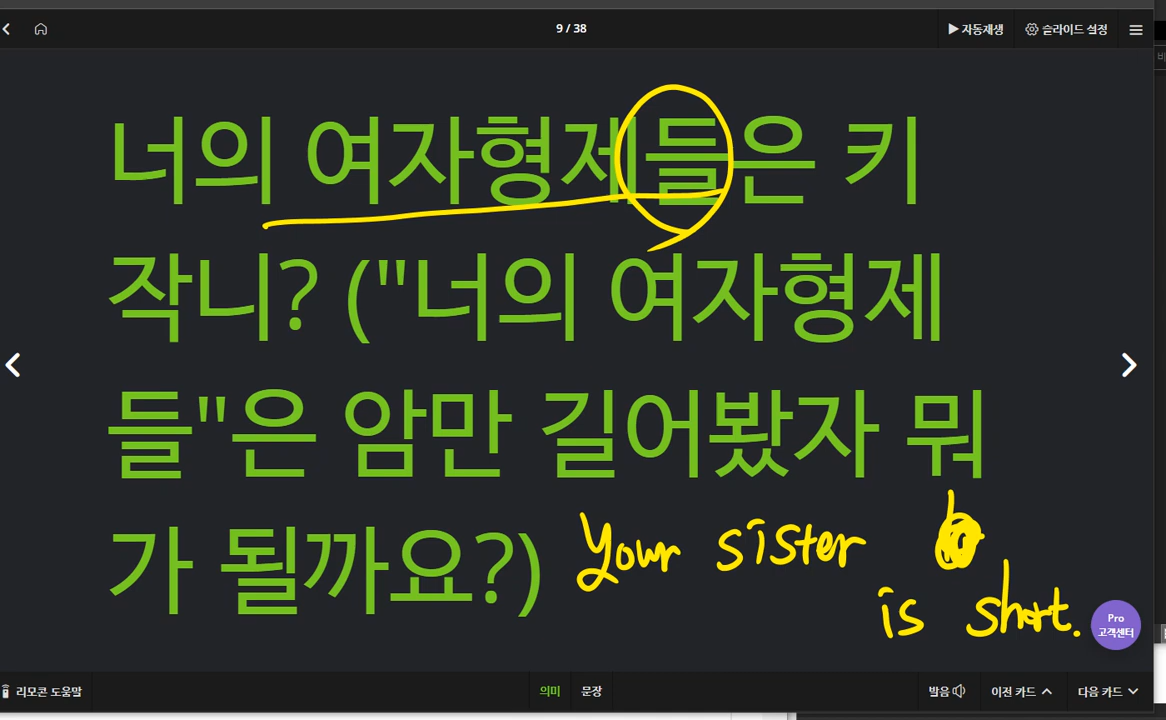 9 / 38
▶ 자동재생
슬라이드 설정
너의 여자형제들은 키
작니? ("너의 여자형제
들"은 암만 길어봤자 뭐
가 될까요?)
Your sister
is short.
Pro
고객센터
리모콘 도움말
의미
문장
발음
이전 카드
다음 카드